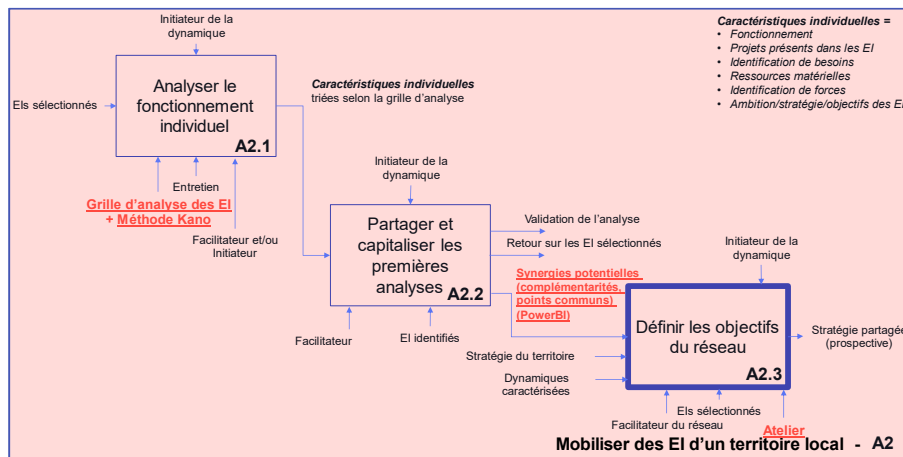 Initiateur de la
dynamique
Caractéristiques individuelles =
• Fonctionnement
• Projets présents dans les EI
• Identification de besoins
• Ressources matérielles
• Identification de forces
• Ambition/stratégie/objectifs des EI
EIs sélectionnés
Analyser le
fonctionnement
individuel
A2.1
Caractéristiques individuelles
triées selon la grille d'analyse
Entretien
Grille d'analyse des EI
+ Méthode Kano
Facilitateur et/ou
Initiateur
Initiateur de la
dynamique
Partager et
capitaliser les
premières
analyses
A2.2
Validation de l'analyse
Retour sur les EI sélectionnés
Synergies potentielles
(complémentarités,
points communs)
(PowerBI)
Facilitateur
EI identifiés
Initiateur de la
dynamique
Stratégie du territoire
Dynamiques
caractérisées
Définir les objectifs
du réseau
A2.3
Stratégie partagée
(prospective)
EIs sélectionnés
Facilitateur du réseau
Atelier
Mobiliser des EI d'un territoire local - A2